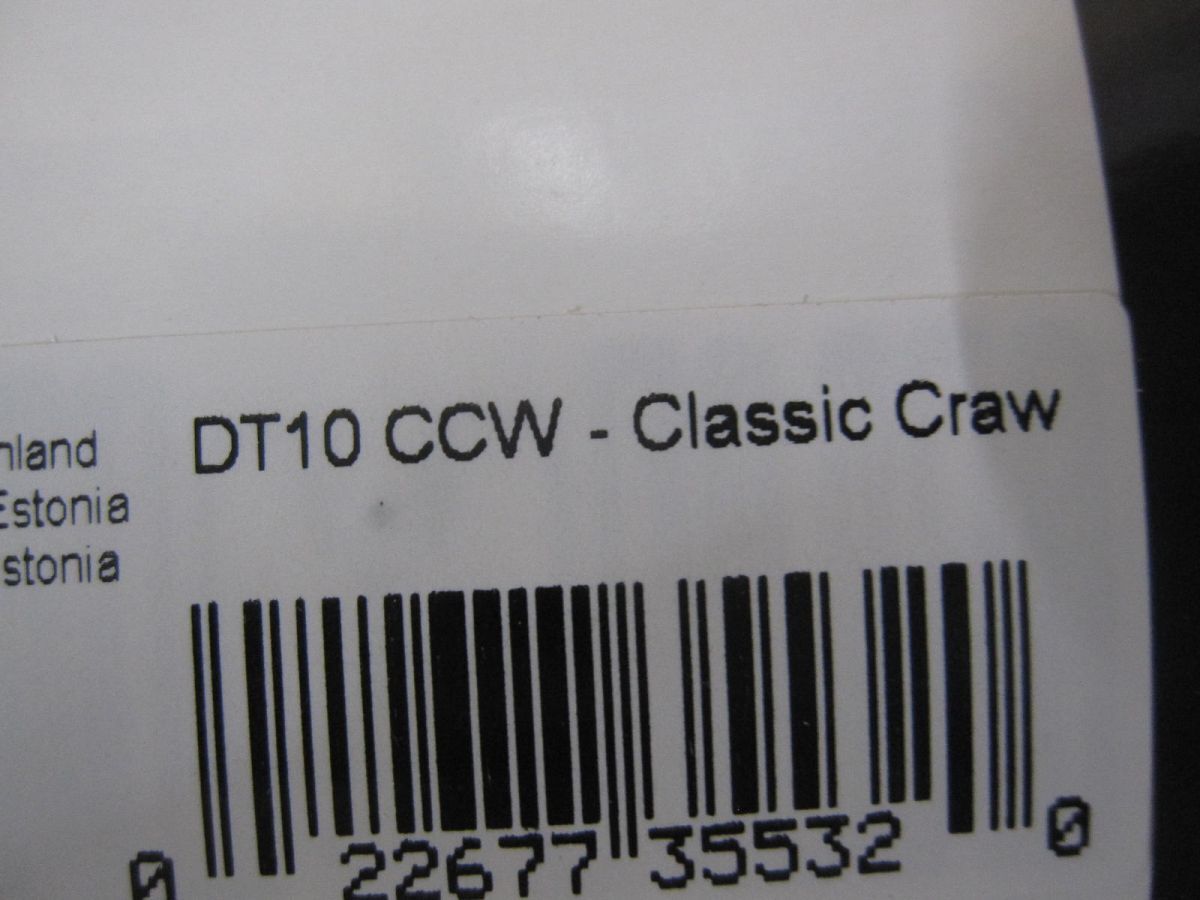 DT10 CCW - Classic Craw
nland
Estonia
stonia
0 22677 35532 0